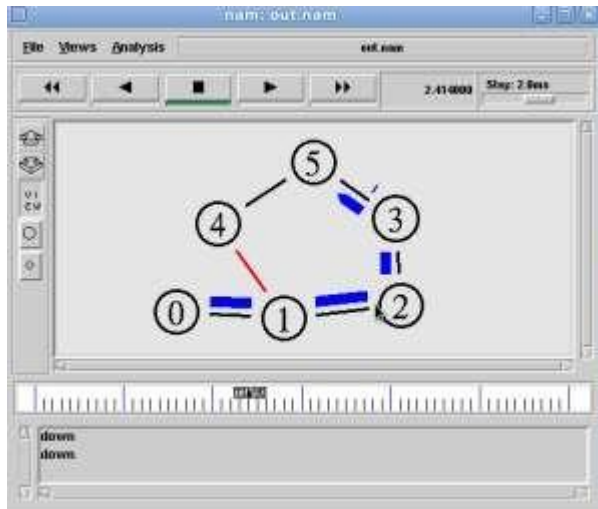 nam: out.nam
File Views Analysis out.nam
2.414000 Step: 2.0ms
5
4 3
0 1 2
down
down